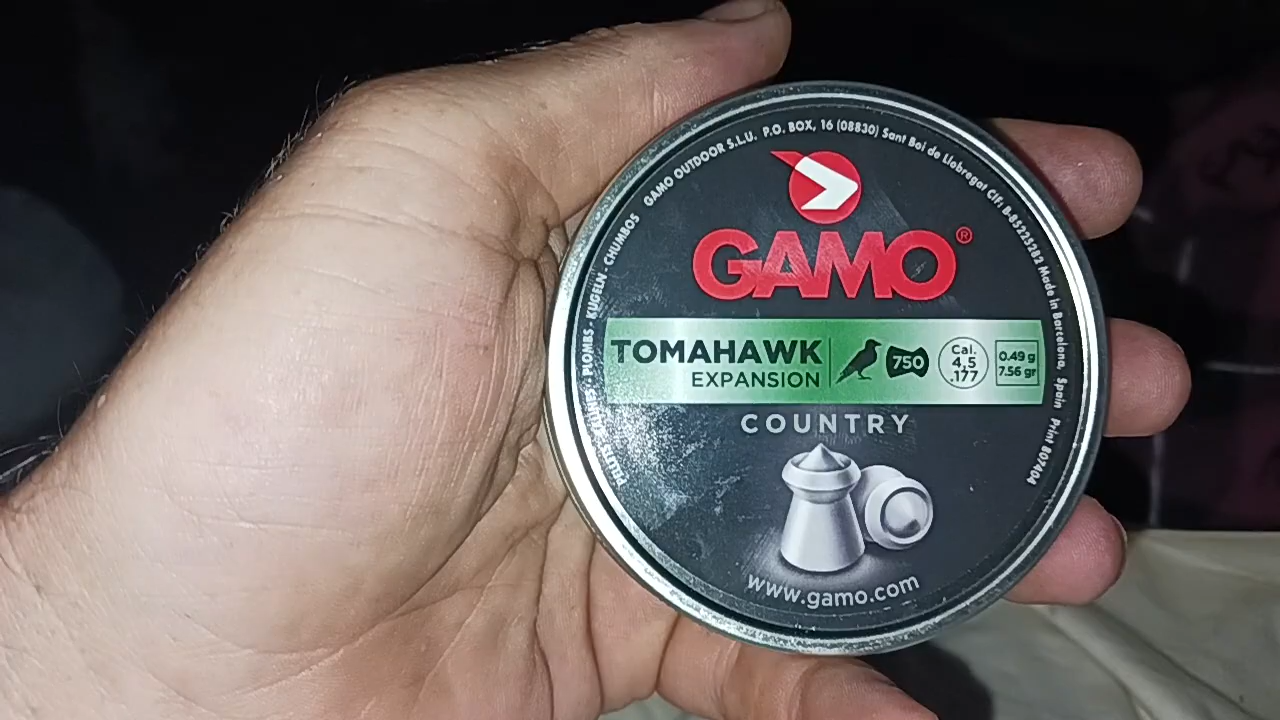 GAMO OUTDOOR S.L.U. P.O. BOX, 16 (08830) Sant Boi de Llobregat CIF: B-85225282 Made in Barcelona, Spain Print 807404
PLOMBS - KUGELN - CHUMBOS
GAMO®
TOMAHAWK
EXPANSION
750
Cal.
4,5
.177
0.49 g
7.56 gr
COUNTRY
www.gamo.com